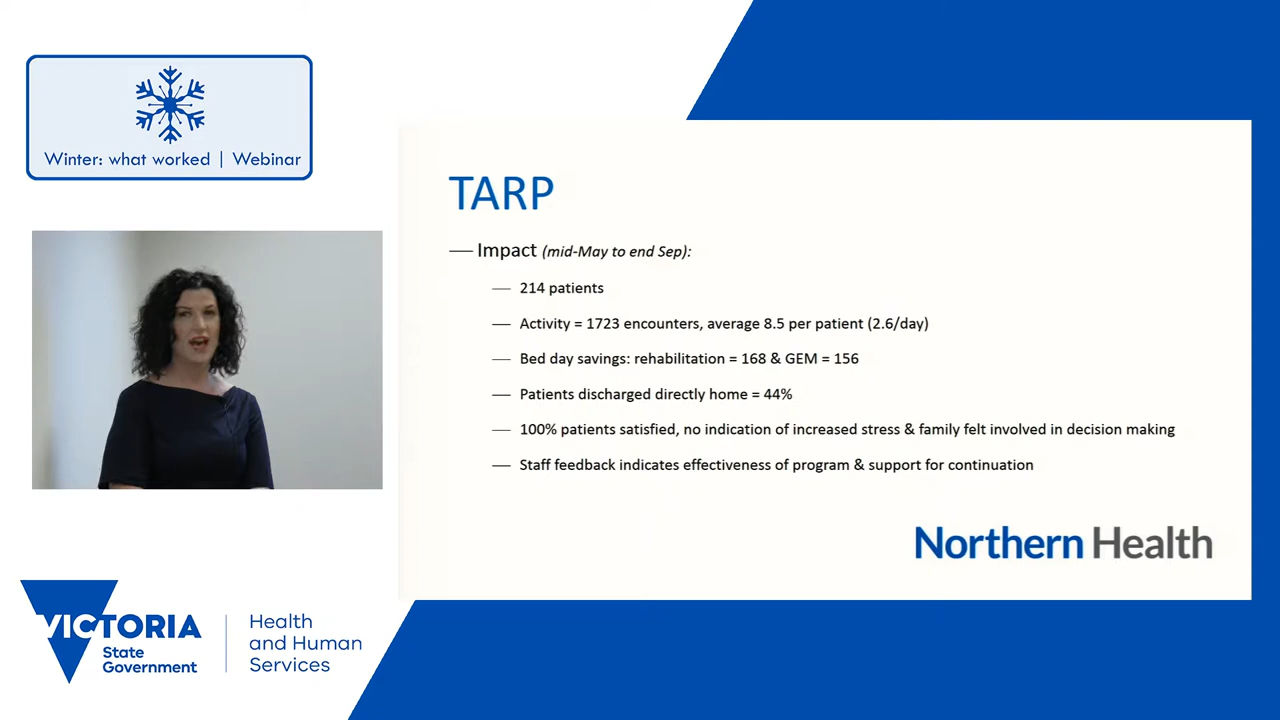 Winter: what worked | Webinar
TARP
— Impact (mid-May to end Sep):
— 214 patients
— Activity = 1723 encounters, average 8.5 per patient (2.6/day)
— Bed day savings: rehabilitation = 168 & GEM = 156
— Patients discharged directly home = 44%
— 100% patients satisfied, no indication of increased stress & family felt involved in decision making
— Staff feedback indicates effectiveness of program & support for continuation
Northern Health
VICTORIA
State
Government
Health
and Human
Services